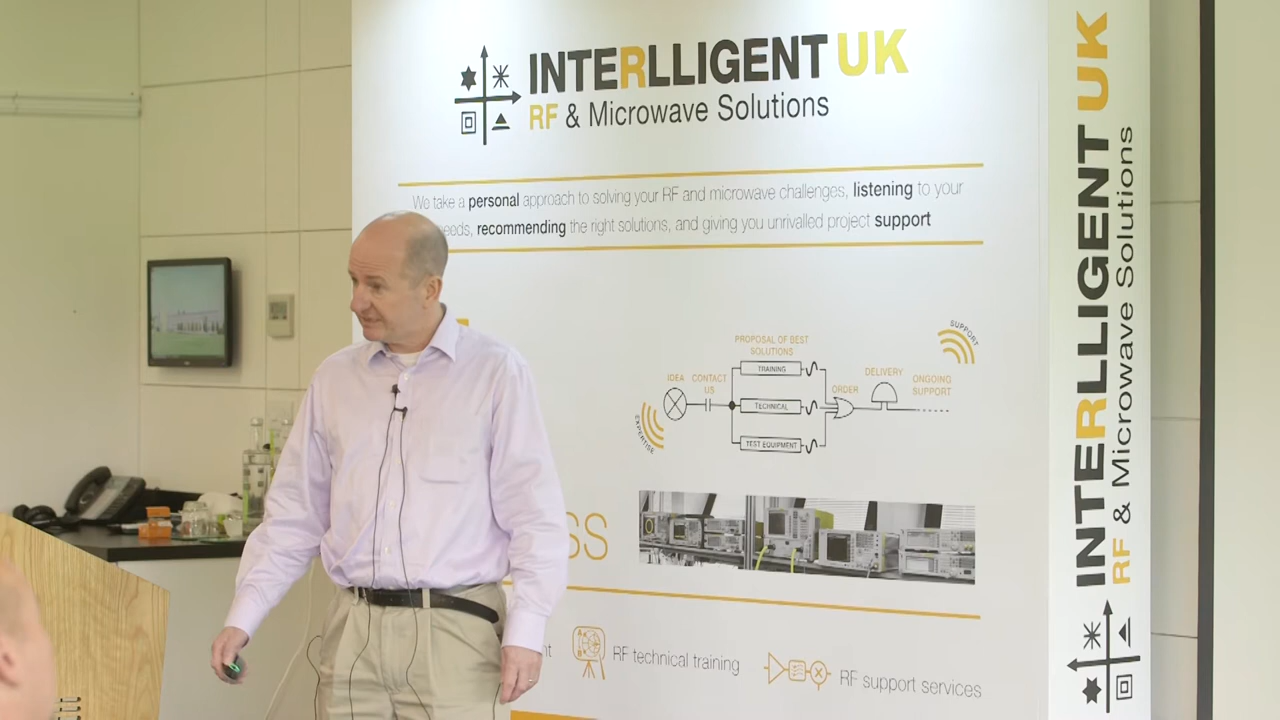 INTERLLIGENT UK
RF & Microwave Solutions
We take a personal approach to solving your RF and microwave challenges, listening to your
recommending the right solutions, and giving you unrivalled project support
SUPPORT
PROPOSAL OF BEST
SOLUTIONS
TRAINING
IDEA
CONTACT
US
TECHNICAL
ORDER
DELIVERY
ONGOING
SUPPORT
EXPERTISE
TEST EQUIPMENT
RF technical training
RF support services
INTERLLIGENT UK
RF & Microwave Solutions